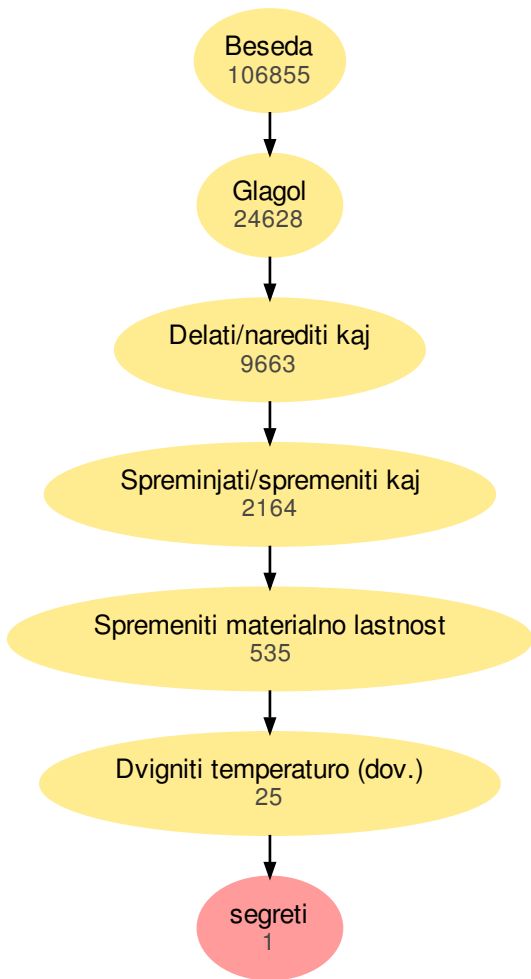 Beseda
106855
Glagol
24628
Delati/narediti kaj
9663
Spreminjati/spremeniti kaj
2164
Spremeniti materialno lastnost
535
Dvigniti temperaturo (dov.)
25
segreti
1